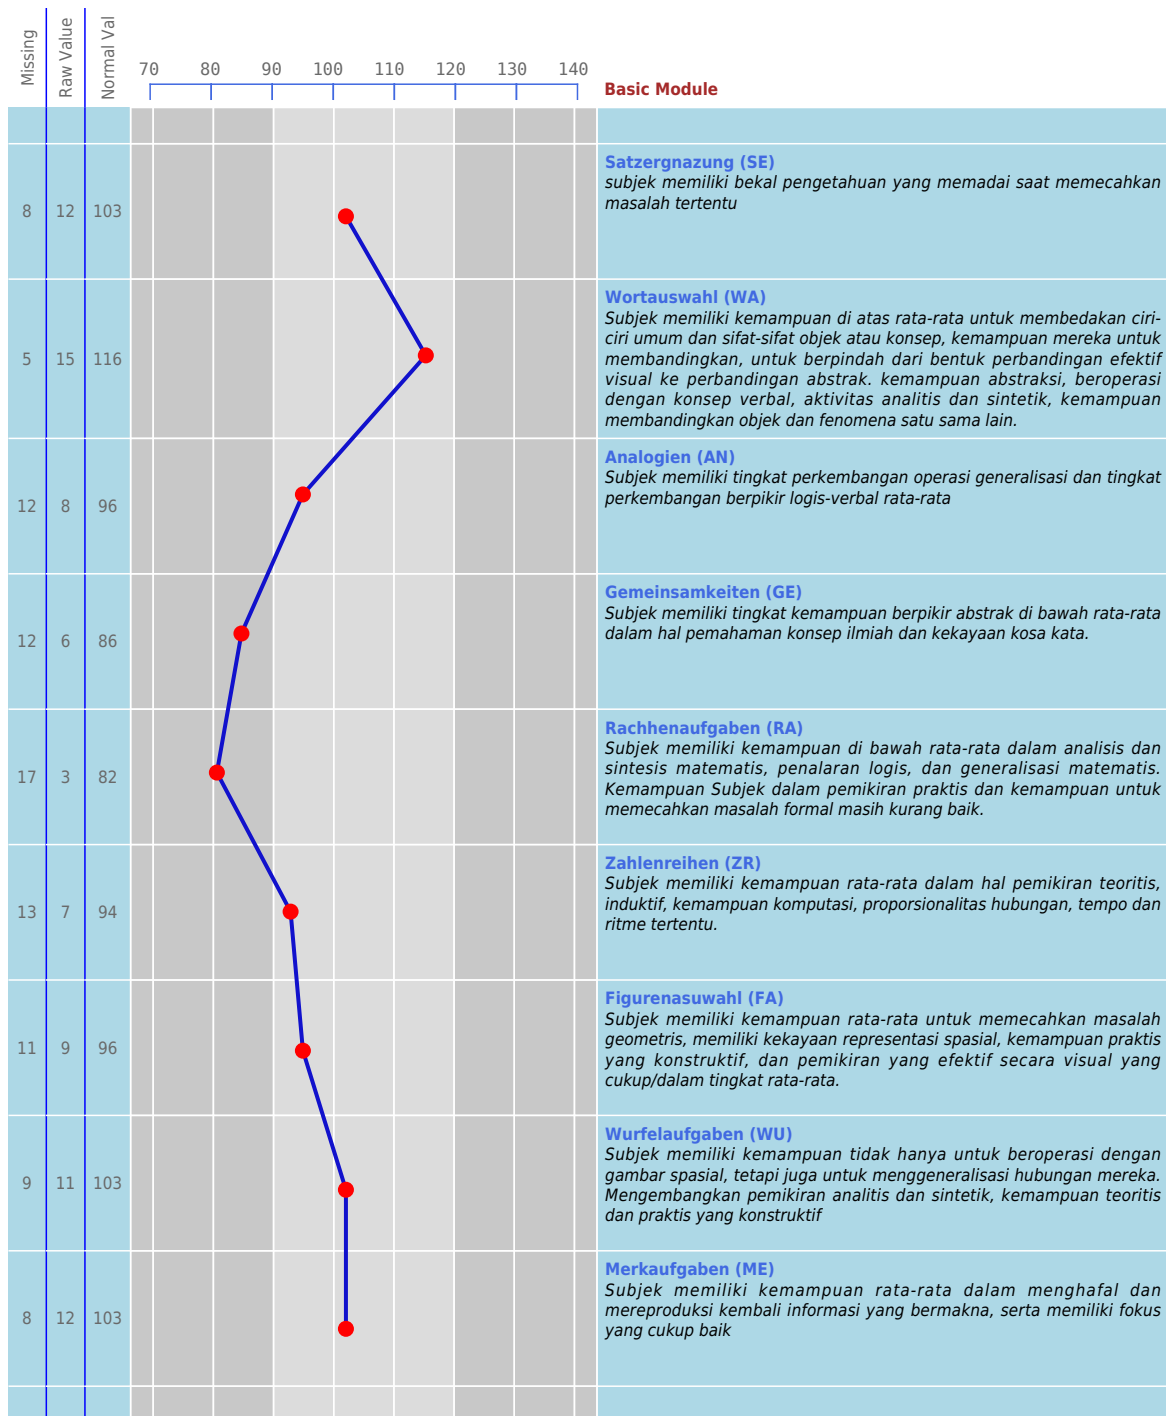 Missing
Raw Value
Normal Val
70 80 90 100 110 120 130 140
Basic Module
8 12 103
Satzergnazung (SE)
subjek memiliki bekal pengetahuan yang memadai saat memecahkan
masalah tertentu
5 15 116
Wortauswahl (WA)
Subjek memiliki kemampuan di atas rata-rata untuk membedakan ciri-
ciri umum dan sifat-sifat objek atau konsep, kemampuan mereka untuk
membandingkan, untuk berpindah dari bentuk perbandingan efektif
visual ke perbandingan abstrak. kemampuan abstraksi, beroperasi
dengan konsep verbal, aktivitas analitis dan sintetik, kemampuan
membandingkan objek dan fenomena satu sama lain.
12 8 96
Analogien (AN)
Subjek memiliki tingkat perkembangan operasi generalisasi dan tingkat
perkembangan berpikir logis-verbal rata-rata
12 6 86
Gemeinsamkeiten (GE)
Subjek memiliki tingkat kemampuan berpikir abstrak di bawah rata-rata
dalam hal pemahaman konsep ilmiah dan kekayaan kosa kata.
17 3 82
Rachhenaufgaben (RA)
Subjek memiliki kemampuan di bawah rata-rata dalam analisis dan
sintesis matematis, penalaran logis, dan generalisasi matematis.
Kemampuan Subjek dalam pemikiran praktis dan kemampuan untuk
memecahkan masalah formal masih kurang baik.
13 7 94
Zahlenreihen (ZR)
Subjek memiliki kemampuan rata-rata dalam hal pemikiran teoritis,
induktif, kemampuan komputasi, proporsionalitas hubungan, tempo dan
ritme tertentu.
11 9 96
Figurenasuwahl (FA)
Subjek memiliki kemampuan rata-rata untuk memecahkan masalah
geometris, memiliki kekayaan representasi spasial, kemampuan praktis
yang konstruktif, dan pemikiran yang efektif secara visual yang
cukup/dalam tingkat rata-rata.
9 11 103
Wurfelaufgaben (WU)
Subjek memiliki kemampuan tidak hanya untuk beroperasi dengan
gambar spasial, tetapi juga untuk menggeneralisasi hubungan mereka.
Mengembangkan pemikiran analitis dan sintetik, kemampuan teoritis
dan praktis yang konstruktif
8 12 103
Merkaufgaben (ME)
Subjek memiliki kemampuan rata-rata dalam menghafal dan
mereproduksi kembali informasi yang bermakna, serta memiliki fokus
yang cukup baik